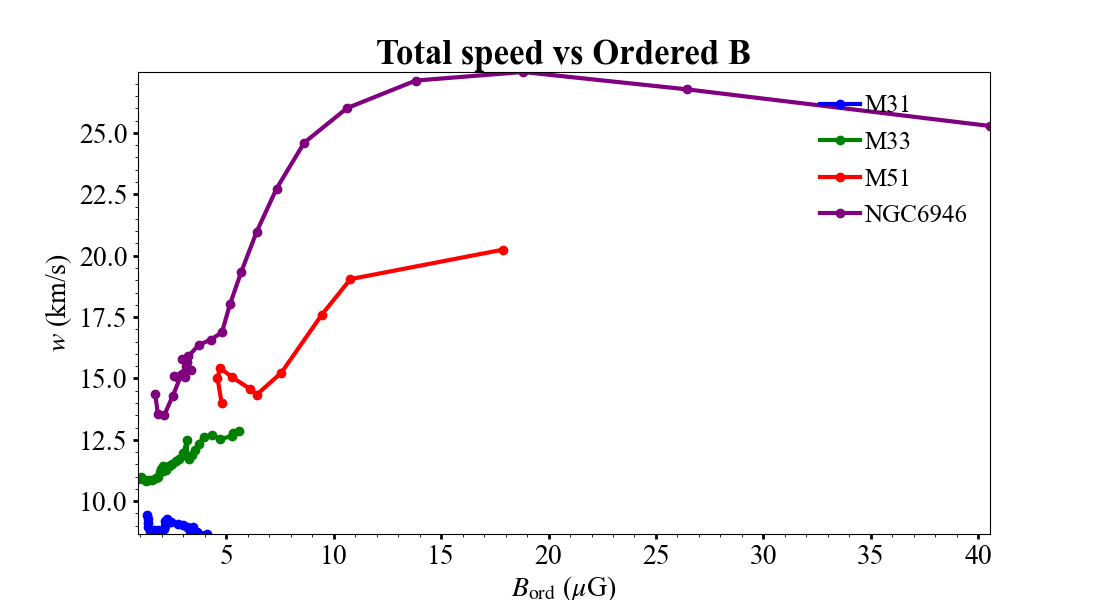 Total speed vs Ordered B
w (km/s)
25.0
22.5
20.0
17.5
15.0
12.5
10.0
M31
M33
M51
NGC6946
5 10 15 20 25 30 35 40
B_ord (μG)